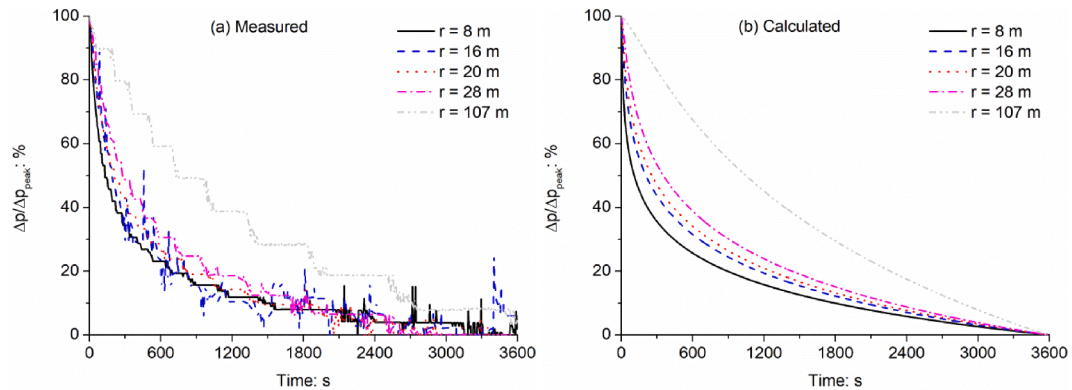 (a) Measured
r = 8 m
r = 16 m
r = 20 m
r = 28 m
r = 107 m
100
80
60
40
20
0
Δp/Δppeak: %
0 600 1200 1800 2400 3000 3600
Time: s
(b) Calculated
r = 8 m
r = 16 m
r = 20 m
r = 28 m
r = 107 m
100
80
60
40
20
0
Δp/Δppeak: %
0 600 1200 1800 2400 3000 3600
Time: s